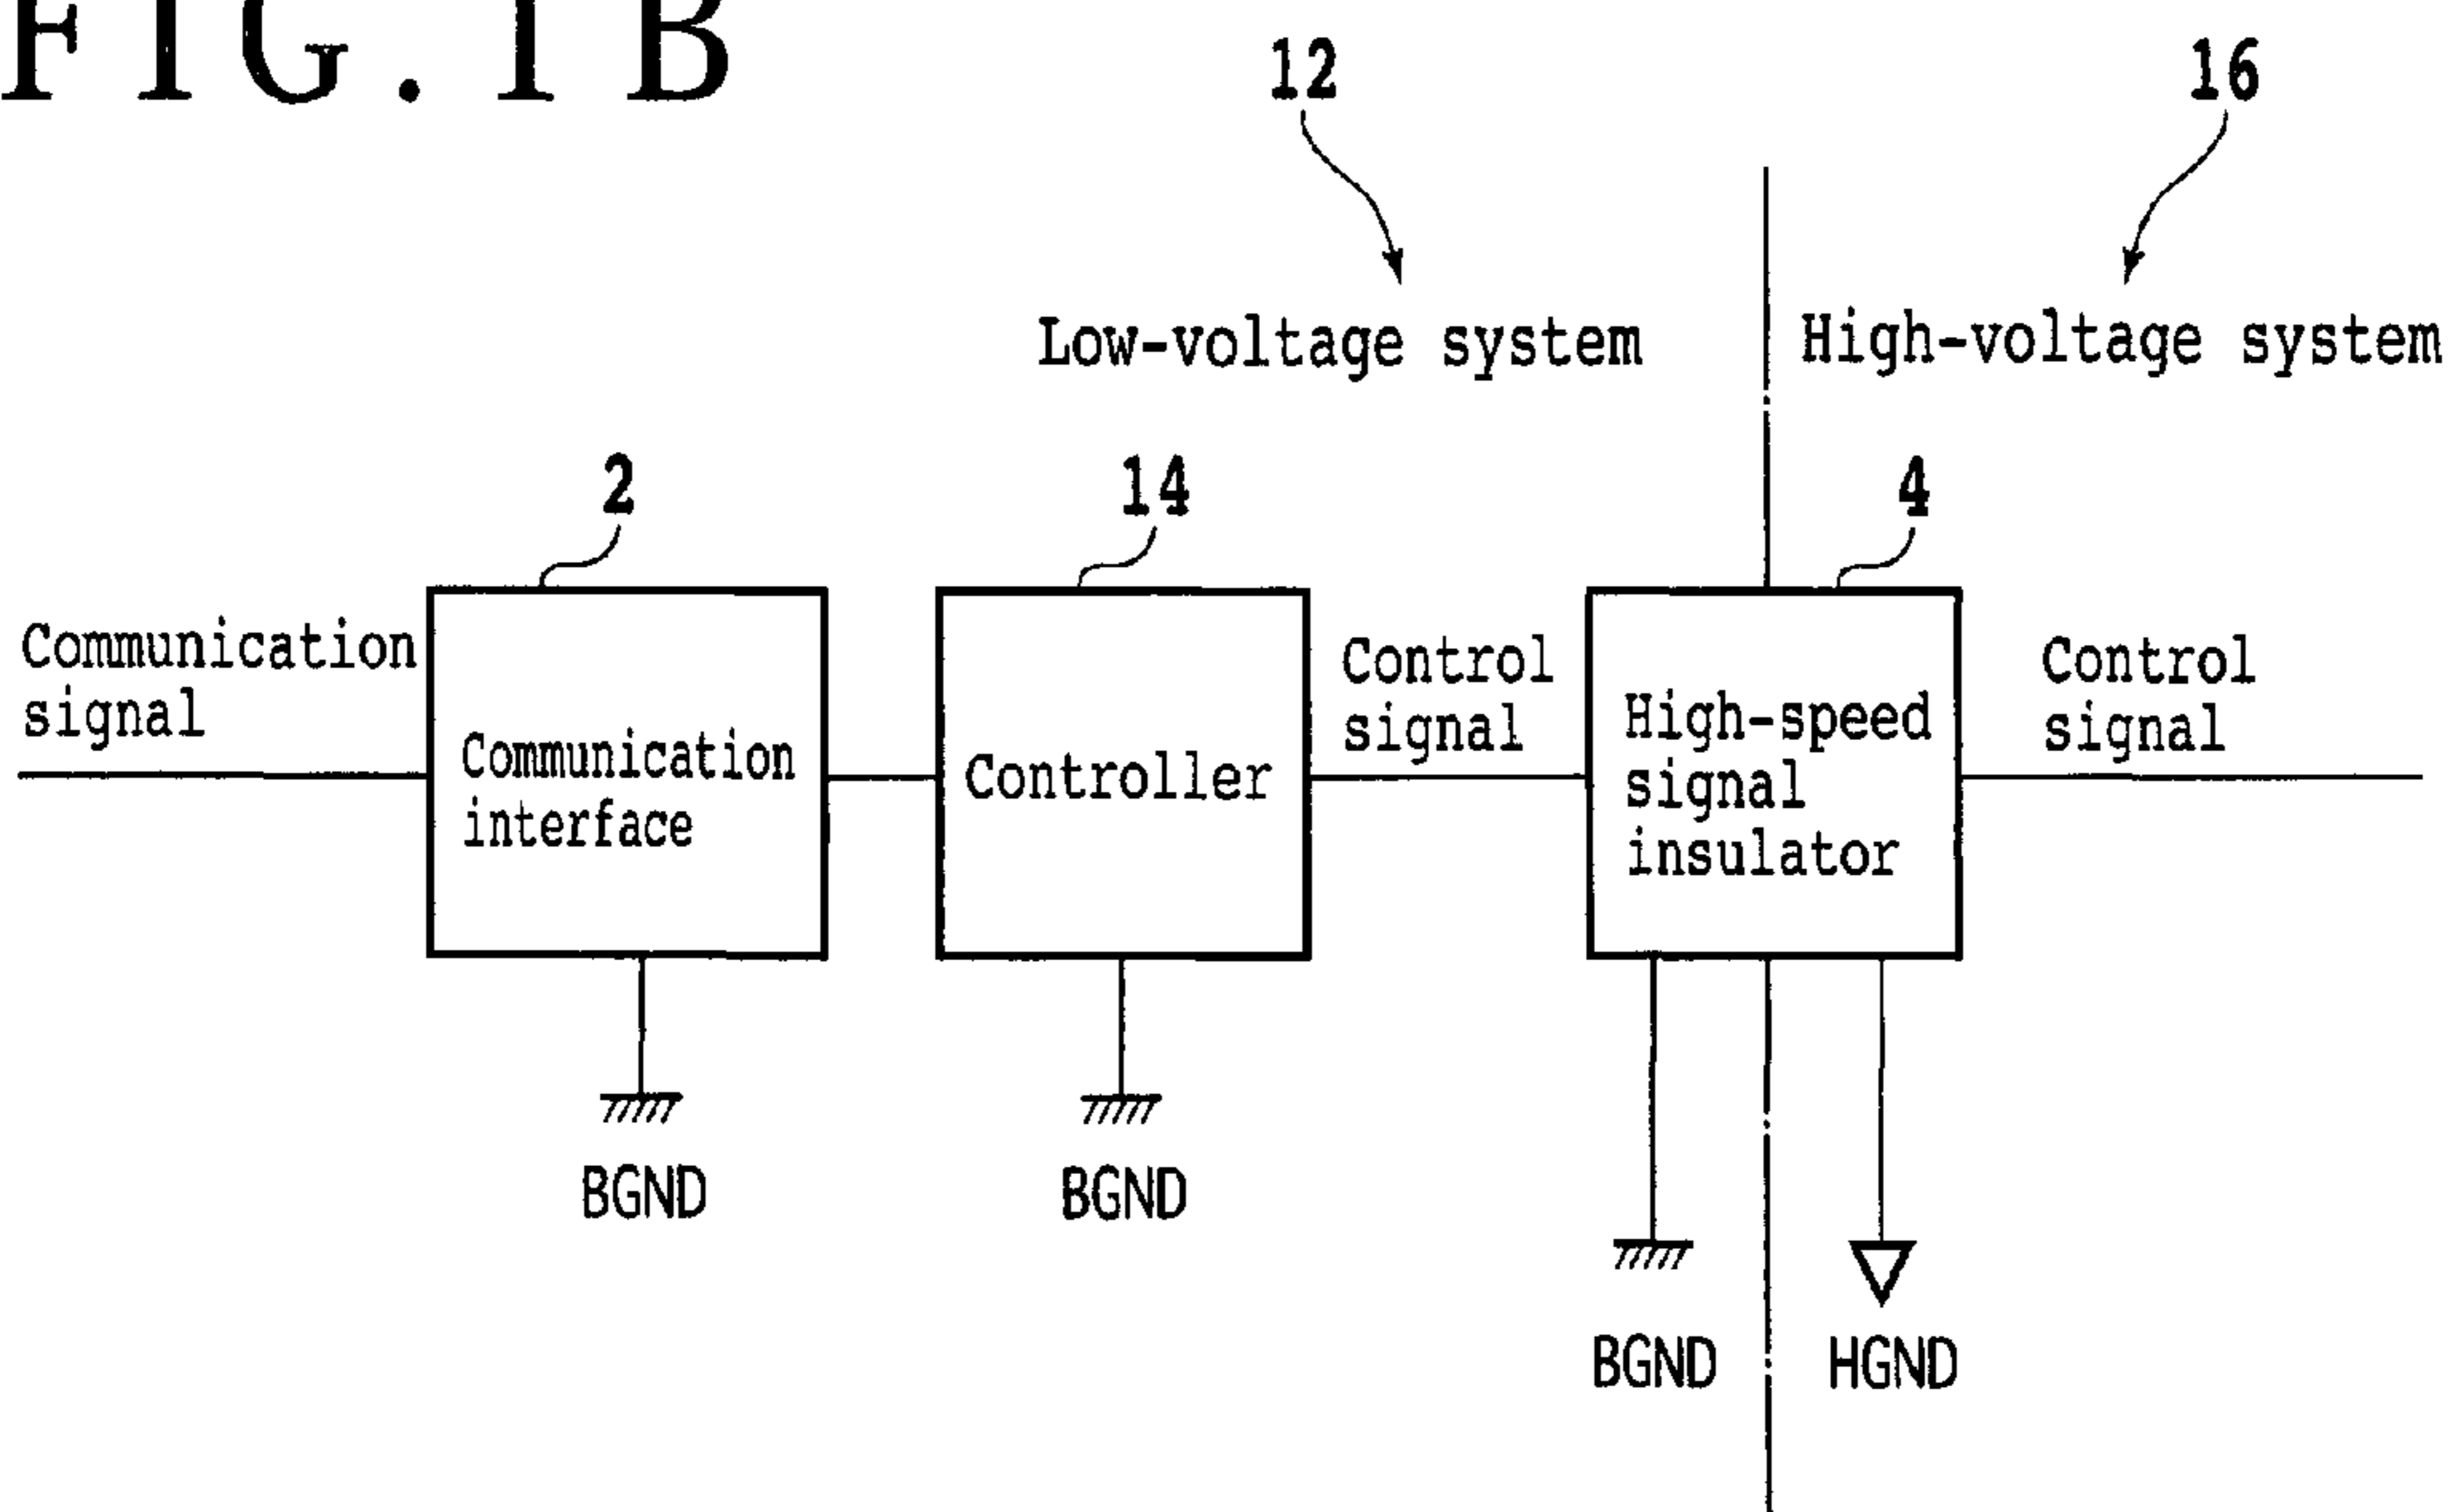 FIG. 1B
12
16
Low-voltage system
High-voltage system
2
14
4
Communication
signal
Communication
interface
Controller
Control
signal
High-speed
signal
insulator
Control
signal
BGND
BGND
BGND
HGND